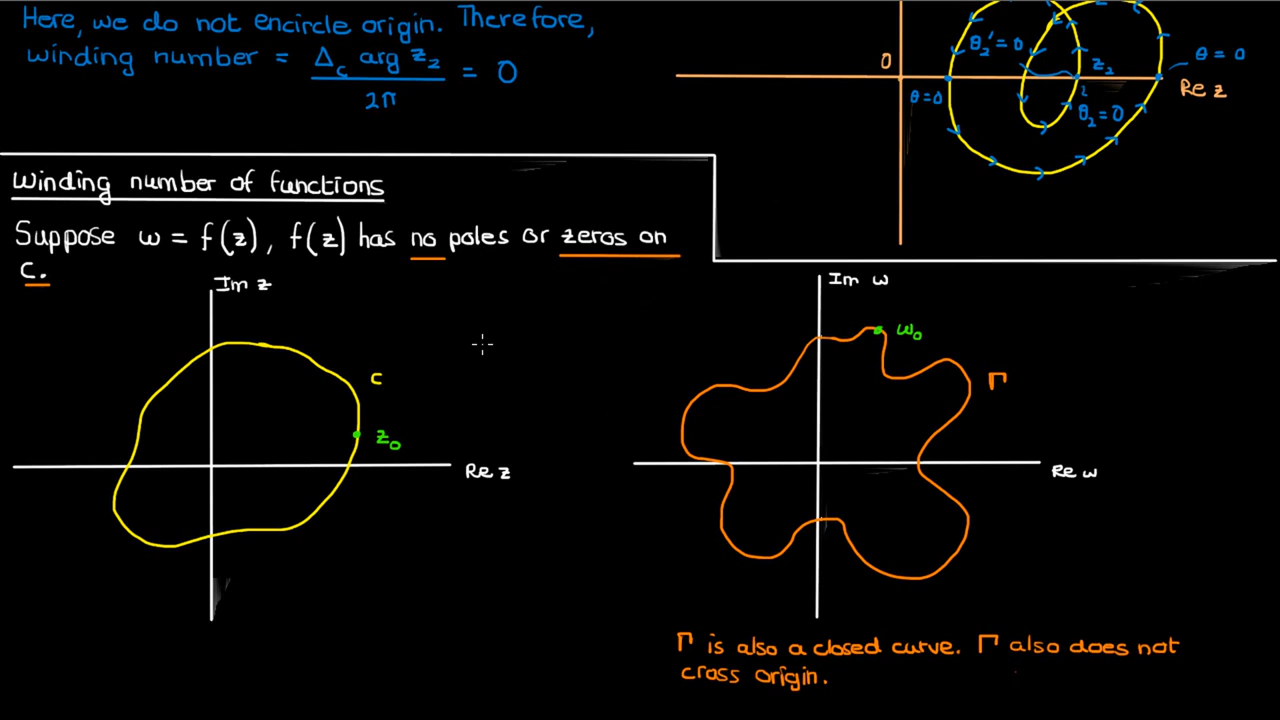 Here, we do not encircle origin. Therefore,
winding number = Δc arg z₂ / 2π = 0
0
θ₂' = 0
z₂
θ = 0
Re z
θ = 0
θ₂ = 0
Winding number of functions
Suppose w = f(z), f(z) has no poles or zeros on
C.
Im z
C
z₀
Re z
Im w
w₀
Γ
Re w
Γ is also a closed curve. Γ also does not
cross origin.